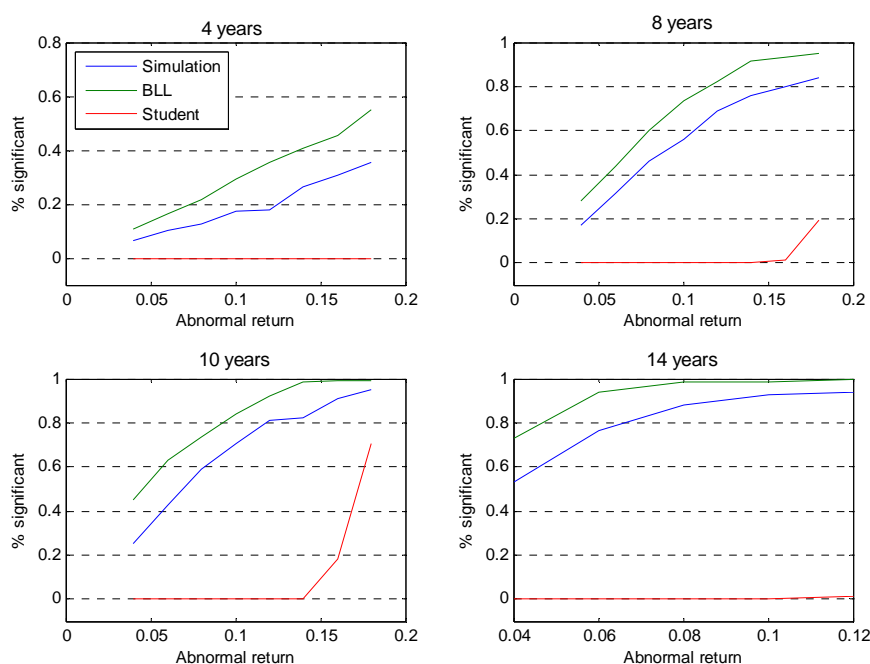 4 years
0.8
0.6
0.4
0.2
0
% significant
Simulation
BLL
Student
0 0.05 0.1 0.15 0.2
Abnormal return
8 years
1
0.8
0.6
0.4
0.2
0
% significant
0 0.05 0.1 0.15 0.2
Abnormal return
10 years
1
0.8
0.6
0.4
0.2
0
% significant
0 0.05 0.1 0.15 0.2
Abnormal return
14 years
1
0.8
0.6
0.4
0.2
0
% significant
0.04 0.06 0.08 0.1 0.12
Abnormal return